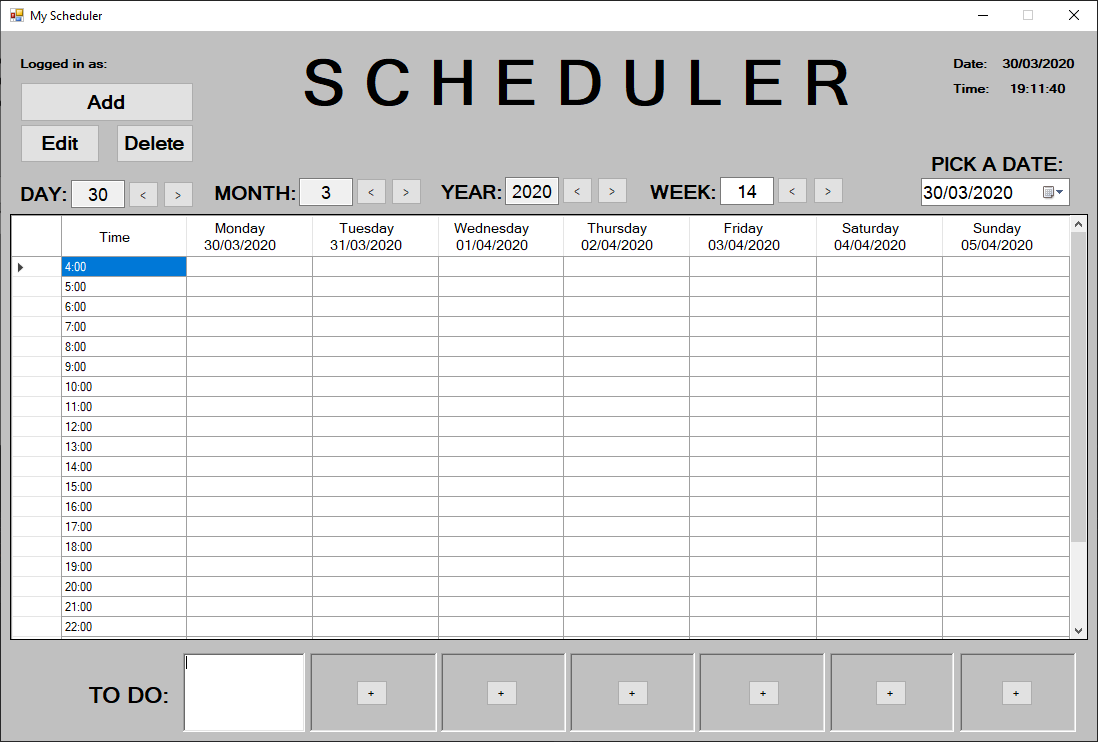 My Scheduler
Logged in as:
SCHEDULER
Date: 30/03/2020
Time: 19:11:40
Add
Edit Delete
PICK A DATE:
DAY: 30 < > MONTH: 3 < > YEAR: 2020 < > WEEK: 14 < > 30/03/2020
Time Monday Tuesday Wednesday Thursday Friday Saturday Sunday
30/03/2020 31/03/2020 01/04/2020 02/04/2020 03/04/2020 04/04/2020 05/04/2020
4:00
5:00
6:00
7:00
8:00
9:00
10:00
11:00
12:00
13:00
14:00
15:00
16:00
17:00
18:00
19:00
20:00
21:00
22:00
TO DO: + + + + + +